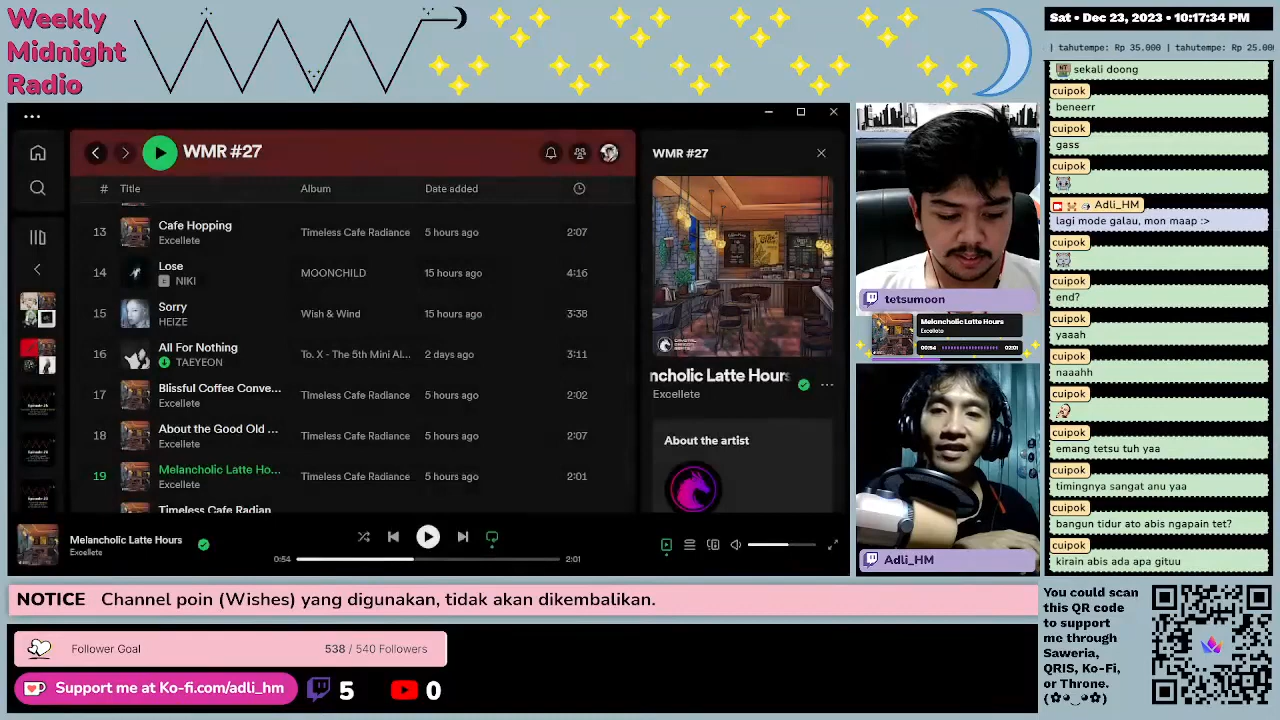 Weekly
Midnight
Radio
Sat • Dec 23, 2023 • 10:17:34 PM
| tahutempe: Rp 35.000 | tahutempe: Rp 25.000
WMR #27
# Title Album Date added
13 Cafe Hopping Timeless Cafe Radiance 5 hours ago 2:07
Excellete
14 Lose MOONCHILD 15 hours ago 4:16
E NIKI
15 Sorry Wish & Wind 15 hours ago 3:38
HEIZE
16 All For Nothing To. X - The 5th Mini Al... 2 days ago 3:11
TAEYEON
17 Blissful Coffee Conve... Timeless Cafe Radiance 5 hours ago 2:02
Excellete
18 About the Good Old ... Timeless Cafe Radiance 5 hours ago 2:07
Excellete
19 Melancholic Latte Ho... Timeless Cafe Radiance 5 hours ago 2:01
Excellete
Timeless Cafe Radian
WMR #27
ncholic Latte Hours
Excellete
About the artist
Melancholic Latte Hours
Excellete
0:54
2:01
tetsumoon
Melancholic Latte Hours
Excellete
00:54
02:01
Adli_HM
sekali doong
cuipok
beneerr
cuipok
gass
cuipok
Adli_HM
lagi mode galau, mon maap :>
cuipok
cuipok
end?
cuipok
yaaah
cuipok
naaahh
cuipok
cuipok
emang tetsu tuh yaa
cuipok
timingnya sangat anu yaa
cuipok
bangun tidur ato abis ngapain tet?
cuipok
kirain abis ada apa gituu
NOTICE Channel poin (Wishes) yang digunakan, tidak akan dikembalikan.
Follower Goal 538 / 540 Followers
Support me at Ko-fi.com/adli_hm
5
0
You could scan
this QR code
to support
me through
Saweria,
QRIS, Ko-Fi,
or Throne.
(✿◕‿◕✿)